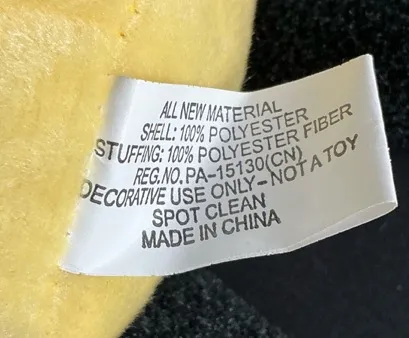 ALL NEW MATERIAL
SHELL: 100% POLYESTER
STUFFING: 100% POLYESTER FIBER
REG.NO.PA-15130(CN)
DECORATIVE USE ONLY-NOT A TOY
SPOT CLEAN
MADE IN CHINA